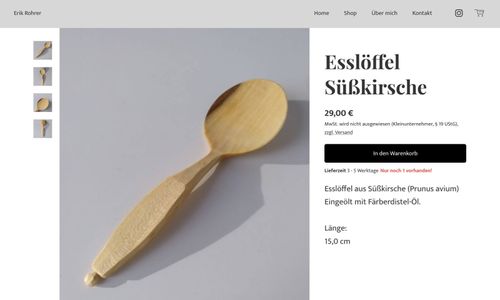 Erik Rohrer
Home Shop Über mich Kontakt
Esslöffel
Süßkirsche
29,00 €
MwSt. wird nicht ausgewiesen (Kleinunternehmer, § 19 UStG),
zzgl. Versand
In den Warenkorb
Lieferzeit 3 - 5 Werktage Nur noch 1 vorhanden!
Esslöffel aus Süßkirsche (Prunus avium)
Eingeölt mit Färberdistel-Öl.
Länge:
15,0 cm